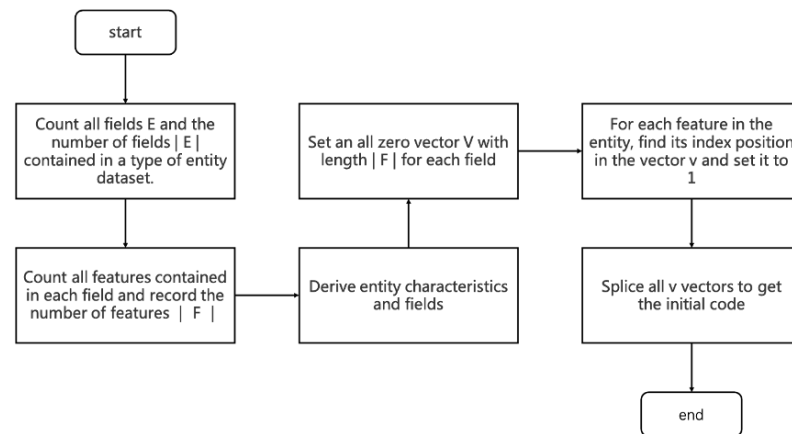 start
Count all fields E and the
number of fields | E |
contained in a type of entity
dataset.
Count all features contained
in each field and record the
number of features | F |
Derive entity characteristics
and fields
Set an all zero vector V with
length | F | for each field
For each feature in the
entity, find its index position
in the vector v and set it to
1
Splice all v vectors to get
the initial code
end